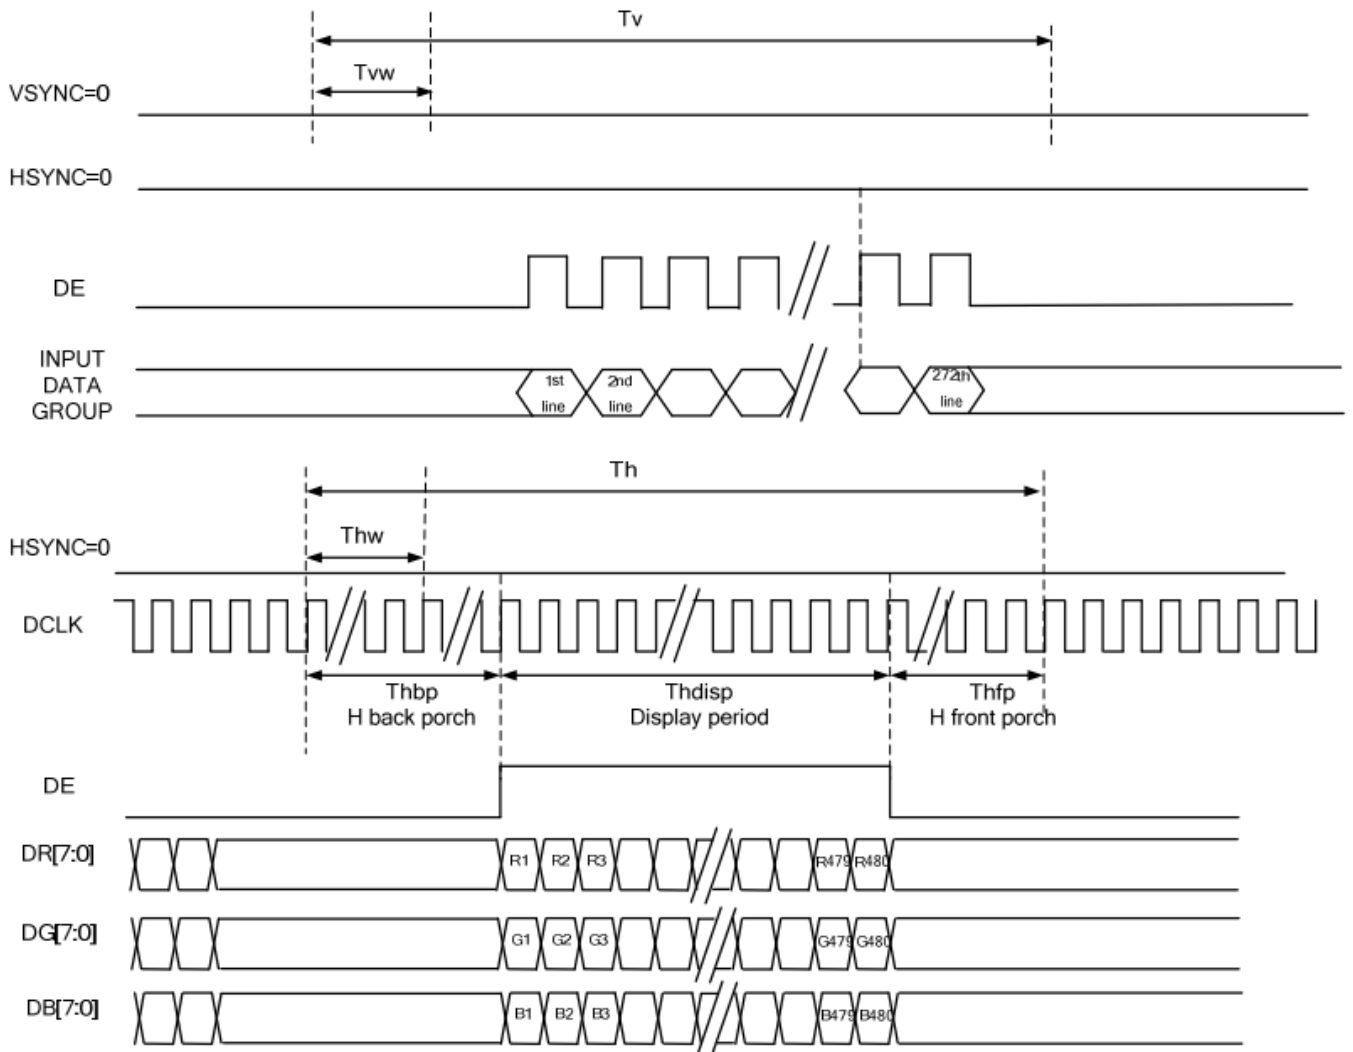 Tv
Tvw
VSYNC=0
HSYNC=0
DE
INPUT
DATA
GROUP
1st
line
2nd
line
272th
line
Th
Thw
HSYNC=0
DCLK
Thbp
H back porch
Thdisp
Display period
Thfp
H front porch
DE
DR[7:0]
R1 R2 R3 R479 R480
DG[7:0]
G1 G2 G3 G479 G480
DB[7:0]
B1 B2 B3 B479 B480